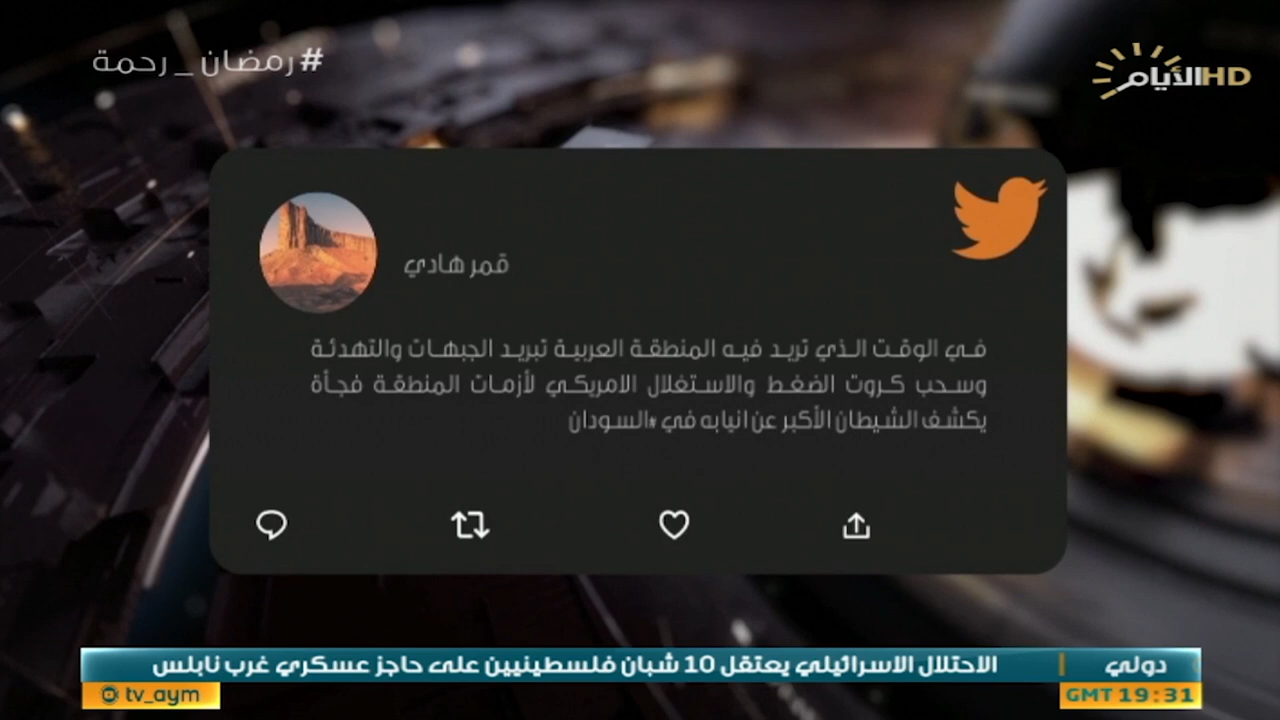 #رمضان_رحمة
الأيام HD
قمر هادي
في الوقت الذي تريد فيه المنطقة العربية تبريد الجبهات والتهدئة
وسحب كروت الضغط والاستغلال الامريكي لأزمات المنطقة فجأة
يكشف الشيطان الأكبر عن انيابه في #السودان
دولي | الاحتلال الاسرائيلي يعتقل 10 شبان فلسطينيين على حاجز عسكري غرب نابلس
GMT 19:31
tv_aym